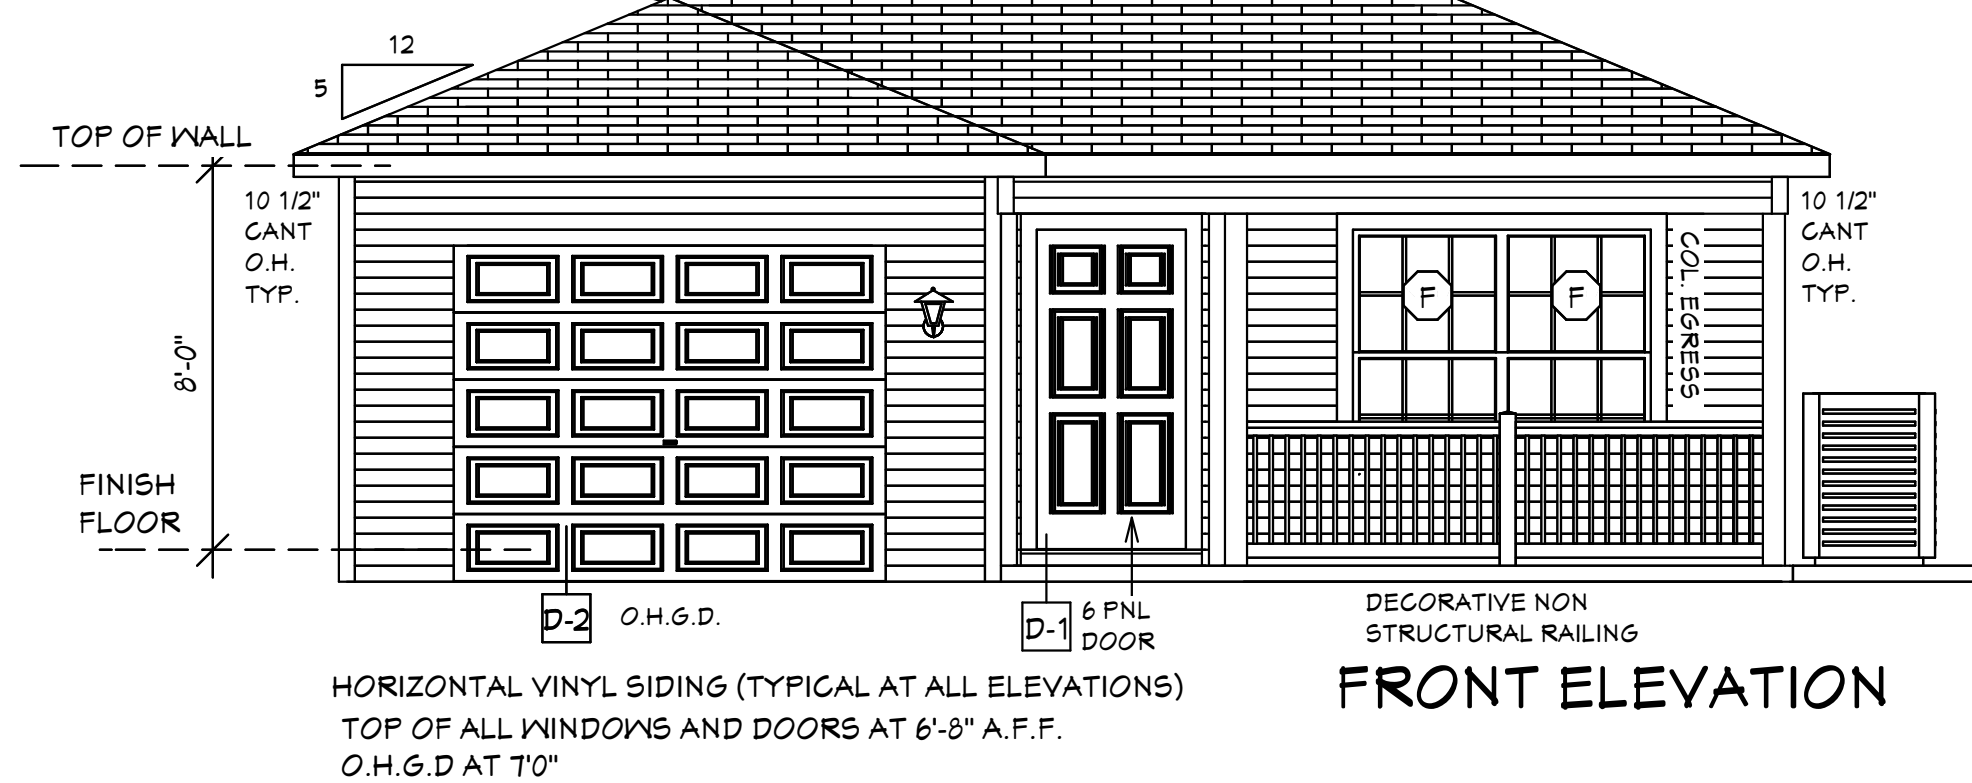 12
5
TOP OF WALL
10 1/2"
CANT
O.H.
TYP.
10 1/2"
CANT
O.H.
TYP.
F
F
COL. EGRESS
8'-0"
FINISH
FLOOR
D-2
O.H.G.D.
D-1
6 PNL
DOOR
DECORATIVE NON
STRUCTURAL RAILING
FRONT ELEVATION
HORIZONTAL VINYL SIDING (TYPICAL AT ALL ELEVATIONS)
TOP OF ALL WINDOWS AND DOORS AT 6'-8" A.F.F.
O.H.G.D AT 7'0"